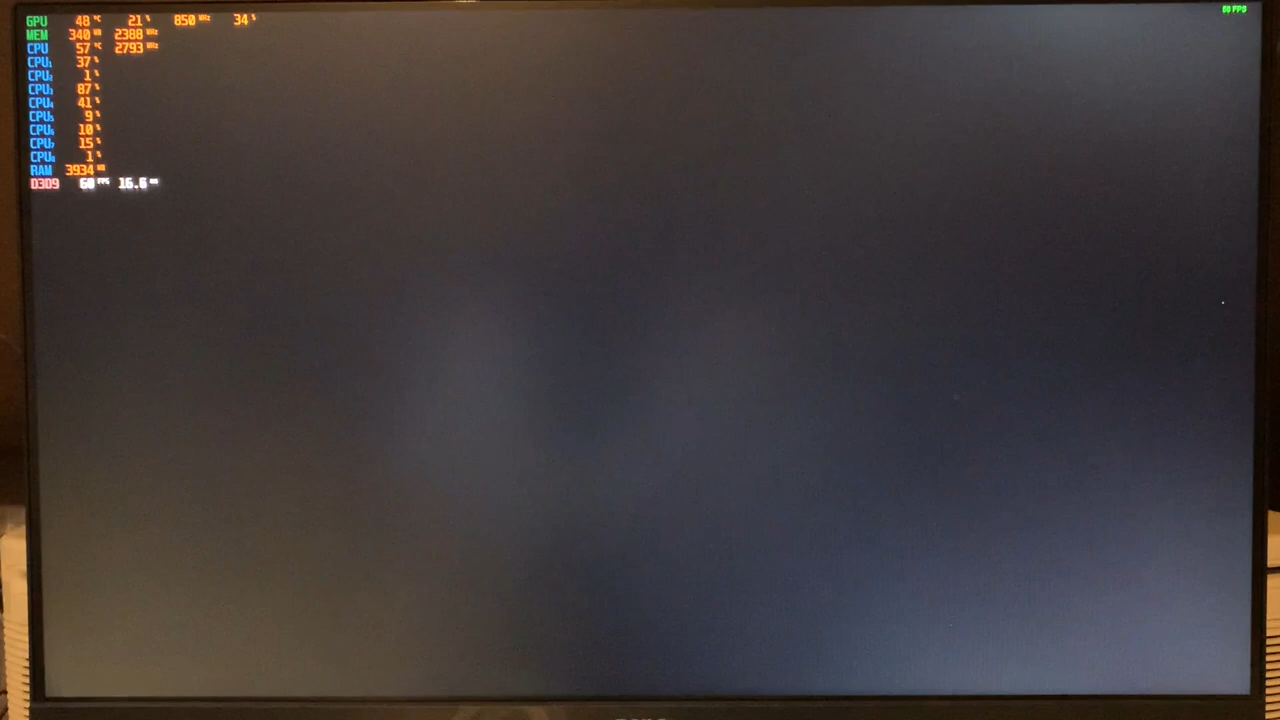 GPU 48 °C 21 % 850 MHz 34 %
MEM 340 MB 2388 MHz
CPU 57 °C 2793 MHz
CPU1 37 %
CPU2 1 %
CPU3 87 %
CPU4 41 %
CPU5 9 %
CPU6 10 %
CPU7 15 %
CPU8 1 %
RAM 3934 MB
D3D9 60 FPS 16.6 ms
60 FPS